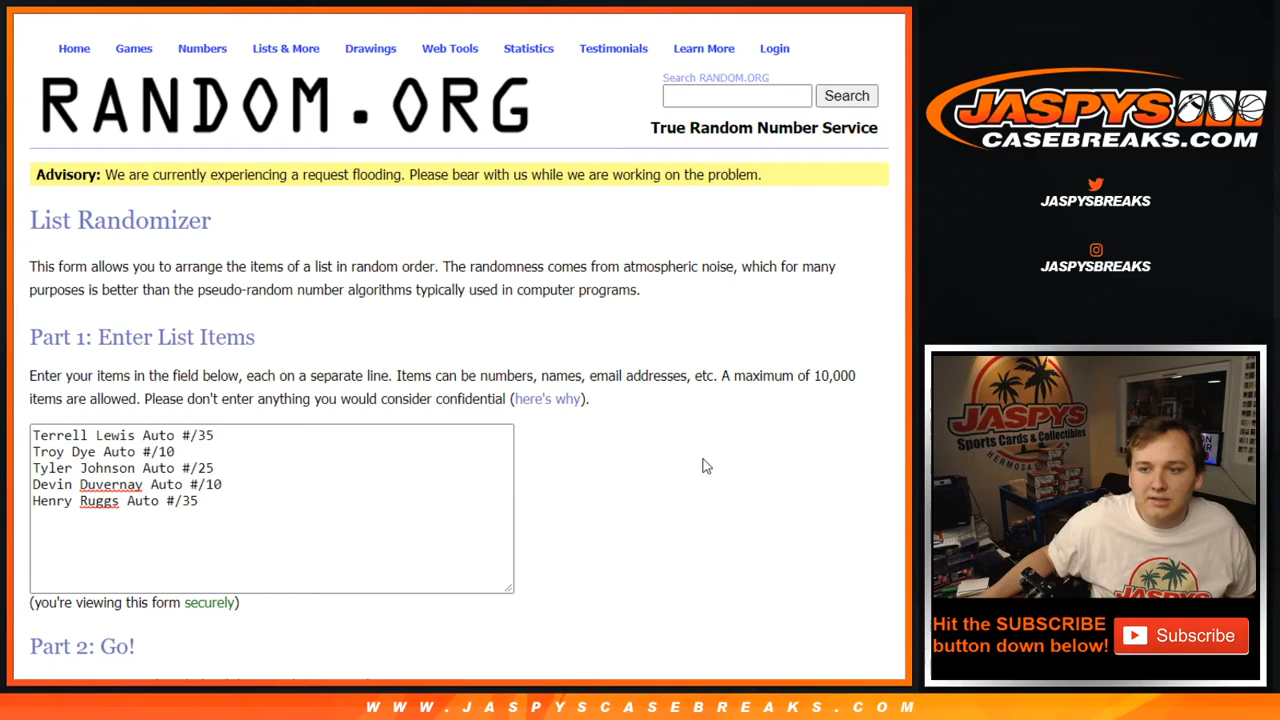 Home Games Numbers Lists & More Drawings Web Tools Statistics Testimonials Learn More Login
RANDOM.ORG
Search RANDOM.ORG
Search
True Random Number Service
Advisory: We are currently experiencing a request flooding. Please bear with us while we are working on the problem.
List Randomizer
This form allows you to arrange the items of a list in random order. The randomness comes from atmospheric noise, which for many
purposes is better than the pseudo-random number algorithms typically used in computer programs.
Part 1: Enter List Items
Enter your items in the field below, each on a separate line. Items can be numbers, names, email addresses, etc. A maximum of 10,000
items are allowed. Please don't enter anything you would consider confidential (here's why).
Terrell Lewis Auto #/35
Troy Dye Auto #/10
Tyler Johnson Auto #/25
Devin Duvernay Auto #/10
Henry Ruggs Auto #/35
(you're viewing this form securely)
Part 2: Go!
JASPYS
CASEBREAKS.COM
JASPYSBREAKS
JASPYSBREAKS
JASPYS
Sports Cards & Collectibles
HERMOSA
JASPYS
Hit the SUBSCRIBE
button down below!
Subscribe
WWW.JASPYSCASEBREAKS.COM